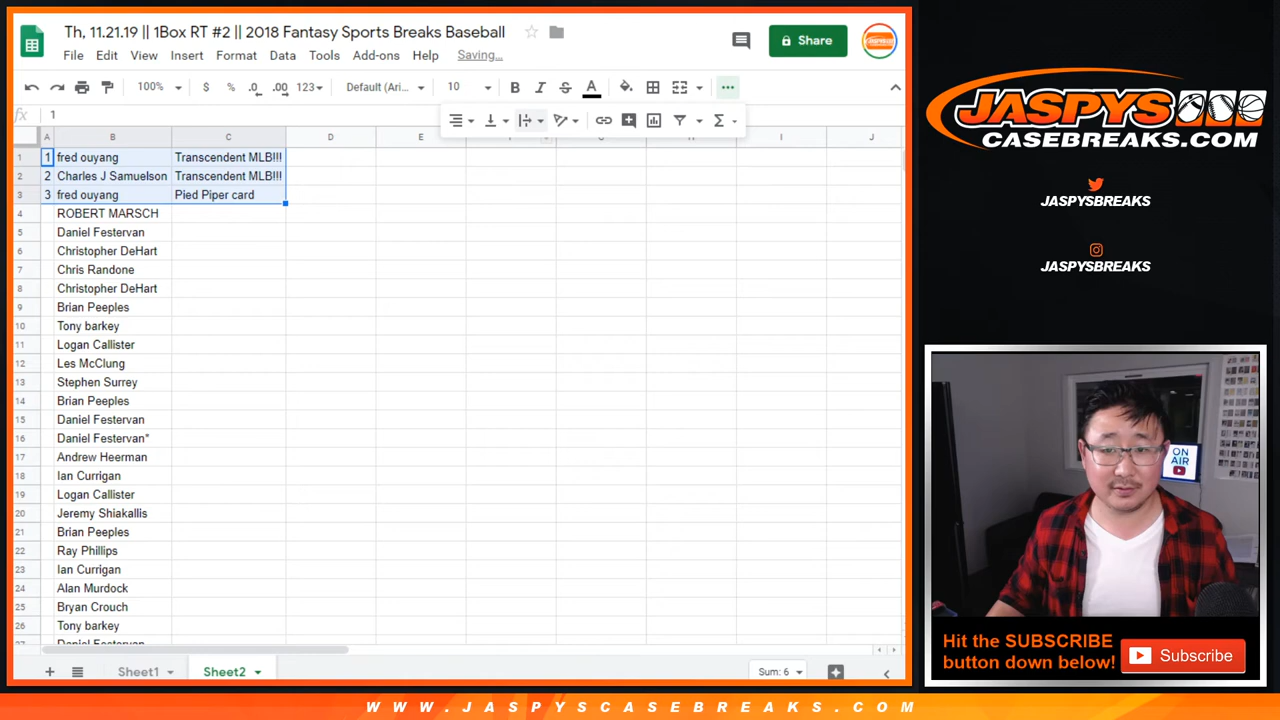 Th, 11.21.19 || 1Box RT #2 || 2018 Fantasy Sports Breaks Baseball
File Edit View Insert Format Data Tools Add-ons Help Saving...
Share
100% $ % .0 .00 123 Default (Ari... 10 B I S A
fx 1
A B C D E I J
1 1 fred ouyang Transcendent MLB!!!
2 2 Charles J Samuelson Transcendent MLB!!!
3 3 fred ouyang Pied Piper card
4 ROBERT MARSCH
5 Daniel Festervan
6 Christopher DeHart
7 Chris Randone
8 Christopher DeHart
9 Brian Peeples
10 Tony barkey
11 Logan Callister
12 Les McClung
13 Stephen Surrey
14 Brian Peeples
15 Daniel Festervan
16 Daniel Festervan*
17 Andrew Heerman
18 Ian Currigan
19 Logan Callister
20 Jeremy Shiakallis
21 Brian Peeples
22 Ray Phillips
23 Ian Currigan
24 Alan Murdock
25 Bryan Crouch
26 Tony barkey
Daniel Festervan
Sheet1 Sheet2 Sum: 6
JASPYS
CASEBREAKS.COM
JASPYSBREAKS
JASPYSBREAKS
ON
AIR
Hit the SUBSCRIBE
button down below!
Subscribe
WWW.JASPYSCASEBREAKS.COM